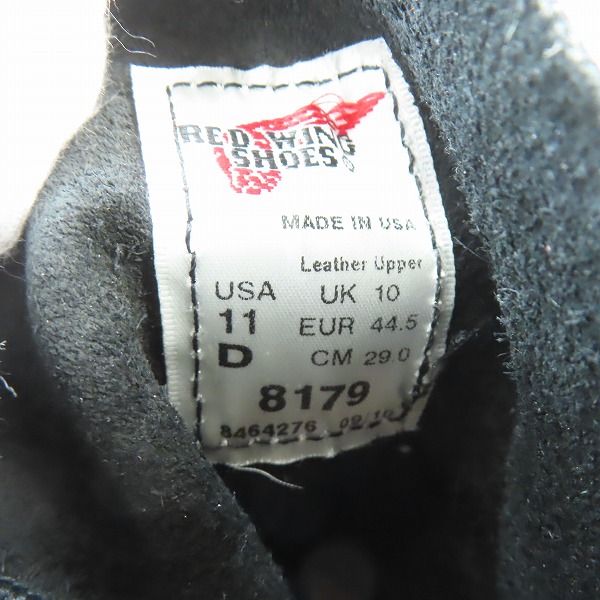 RED WING
SHOES®
MADE IN USA
Leather Upper
USA UK 10
11 EUR 44.5
D CM 29.0
8179
8464276